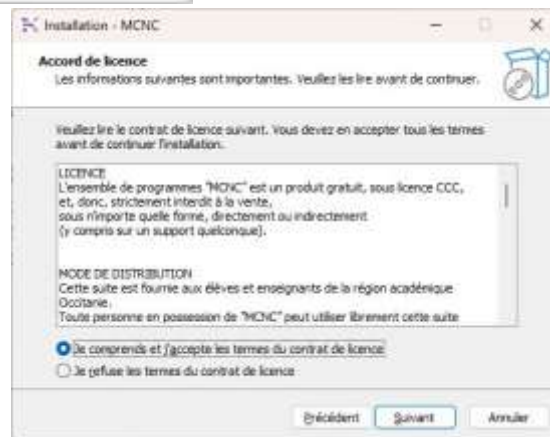 Installation - MCNC
Accord de licence
Les informations suivantes sont importantes. Veuillez les lire avant de continuer.
Veuillez lire le contrat de licence suivant. Vous devez en accepter tous les termes
avant de continuer l'installation.
LICENCE
L'ensemble de programmes "MCNC" est un produit gratuit, sous licence CCC,
et, donc, strictement interdit à la vente,
sous n'importe quelle forme, directement ou indirectement
(y compris sur un support quelconque).
MODE DE DISTRIBUTION
Cette suite est fournie aux élèves et enseignants de la région académique
Occitanie.
Toute personne en possession de "MCNC" peut utiliser librement cette suite
Je comprends et j'accepte les termes du contrat de licence
Je refuse les termes du contrat de licence
Précédent Suivant Annuler